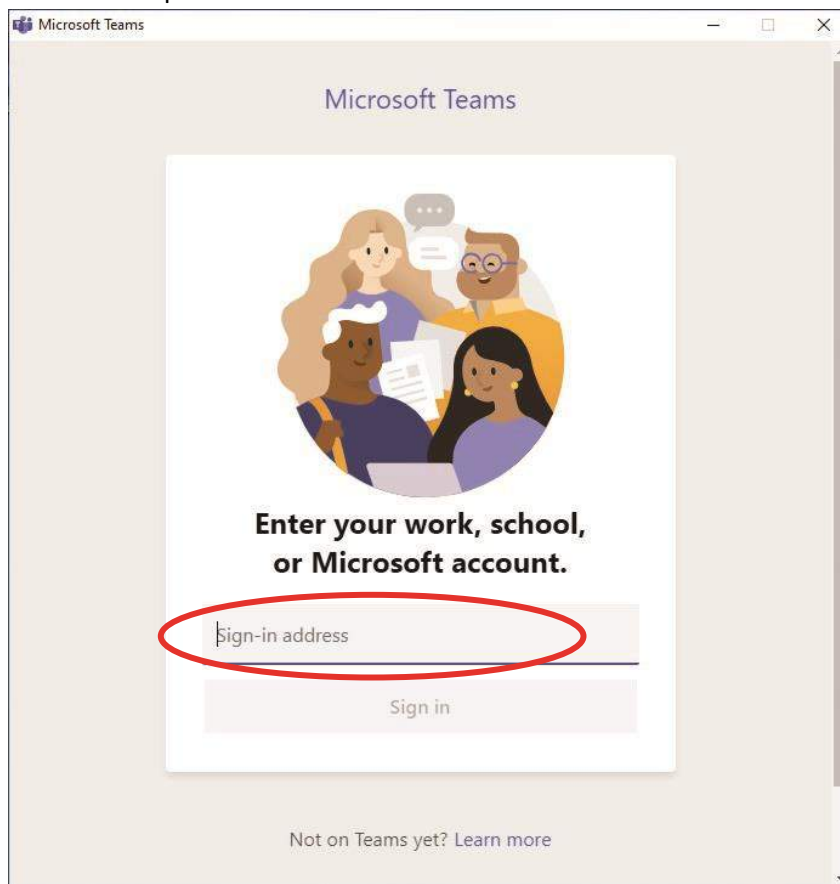 Microsoft Teams
Microsoft Teams
Enter your work, school,
or Microsoft account.
Sign-in address
Sign in
Not on Teams yet? Learn more